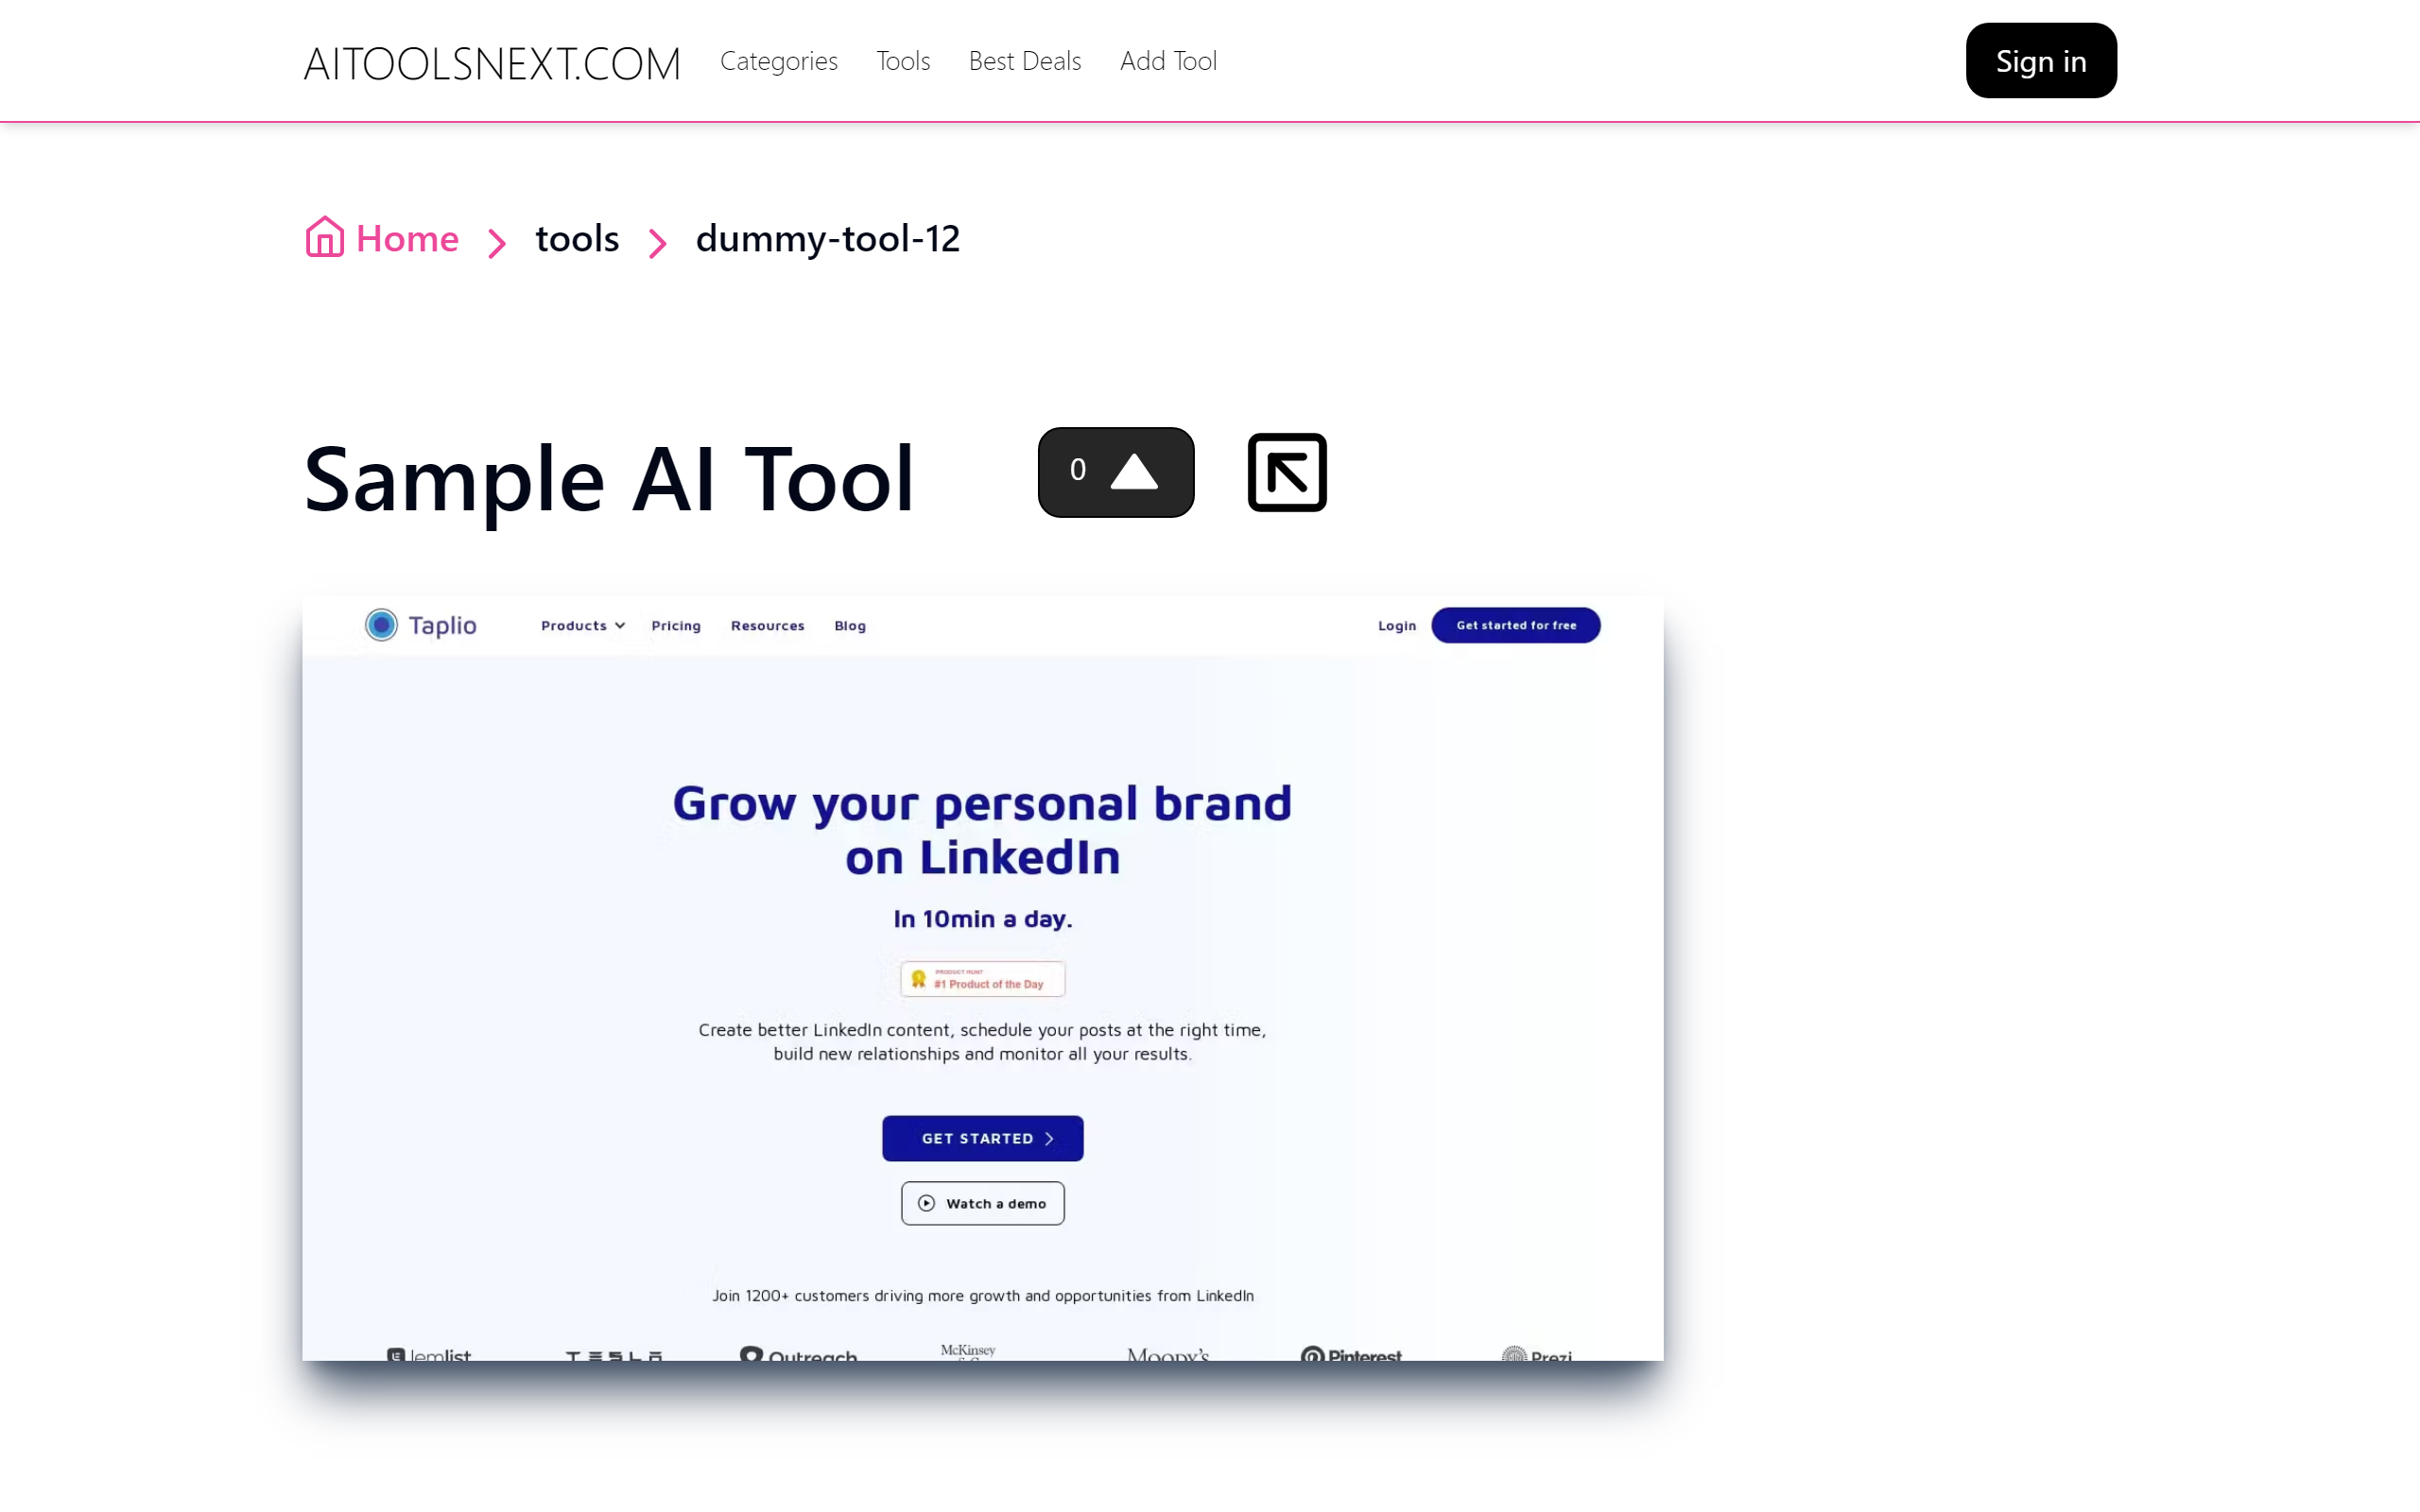 AITOOLSNEXT.COM Categories Tools Best Deals Add Tool Sign in
Home tools dummy-tool-12
Sample AI Tool 0
Taplio Products Pricing Resources Blog Login Get started for free
Grow your personal brand
on LinkedIn
In 10min a day.
PRODUCT HUNT
#1 Product of the Day
Create better LinkedIn content, schedule your posts at the right time,
build new relationships and monitor all your results.
GET STARTED
Watch a demo
Join 1200+ customers driving more growth and opportunities from LinkedIn
lemlist TESLA Outreach McKinsey Moody's Pinterest Prezi